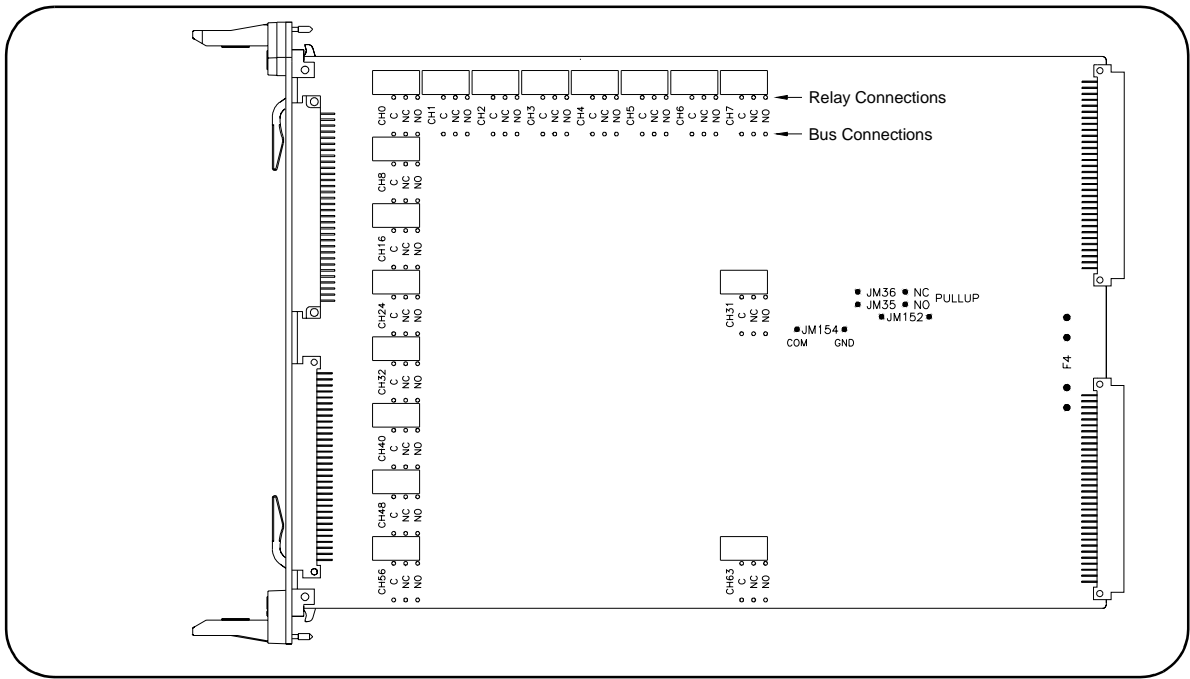 Relay Connections
CH0 C NC NO
CH1 C NC NO
CH2 C NC NO
CH3 C NC NO
CH4 C NC NO
CH5 C NC NO
CH6 C NC NO
CH7 C NC NO
Bus Connections
CH8 C NC NO
CH16 C NC NO
CH24 C NC NO
CH31 C NC NO
JM36 NC
JM35 NO
PULLUP
JM152
JM154
COM GND
F4
CH32 C NC NO
CH40 C NC NO
CH48 C NC NO
CH56 C NC NO
CH63 C NC NO